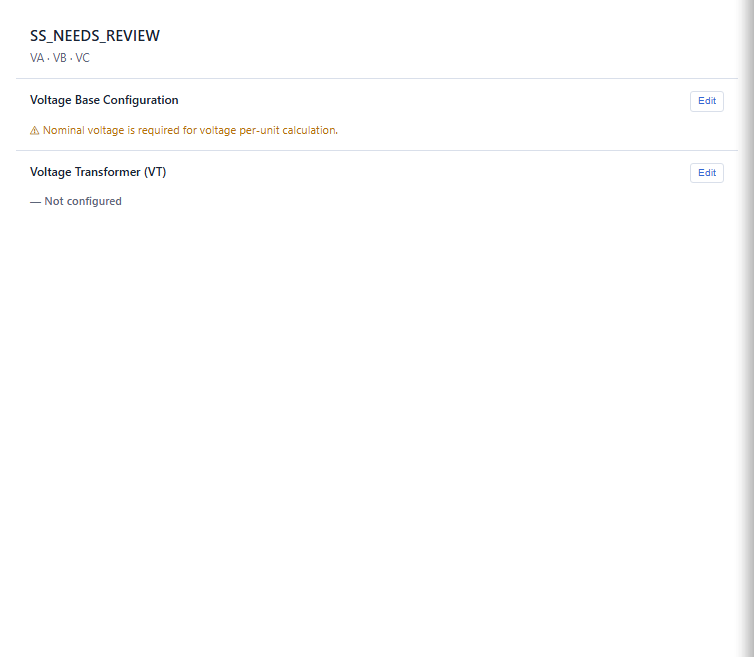 SS_NEEDS_REVIEW
VA · VB · VC
Voltage Base Configuration
Edit
⚠ Nominal voltage is required for voltage per-unit calculation.
Voltage Transformer (VT)
Edit
— Not configured